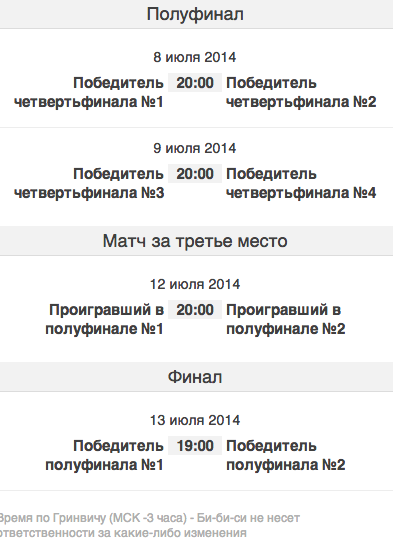 Полуфинал
8 июля 2014
Победитель 20:00 Победитель
четвертьфинала №1 четвертьфинала №2
9 июля 2014
Победитель 20:00 Победитель
четвертьфинала №3 четвертьфинала №4
Матч за третье место
12 июля 2014
Проигравший в 20:00 Проигравший в
полуфинале №1 полуфинале №2
Финал
13 июля 2014
Победитель 19:00 Победитель
полуфинала №1 полуфинала №2
Время по Гринвичу (МСК -3 часа) - Би-би-си не несет
ответственности за какие-либо изменения